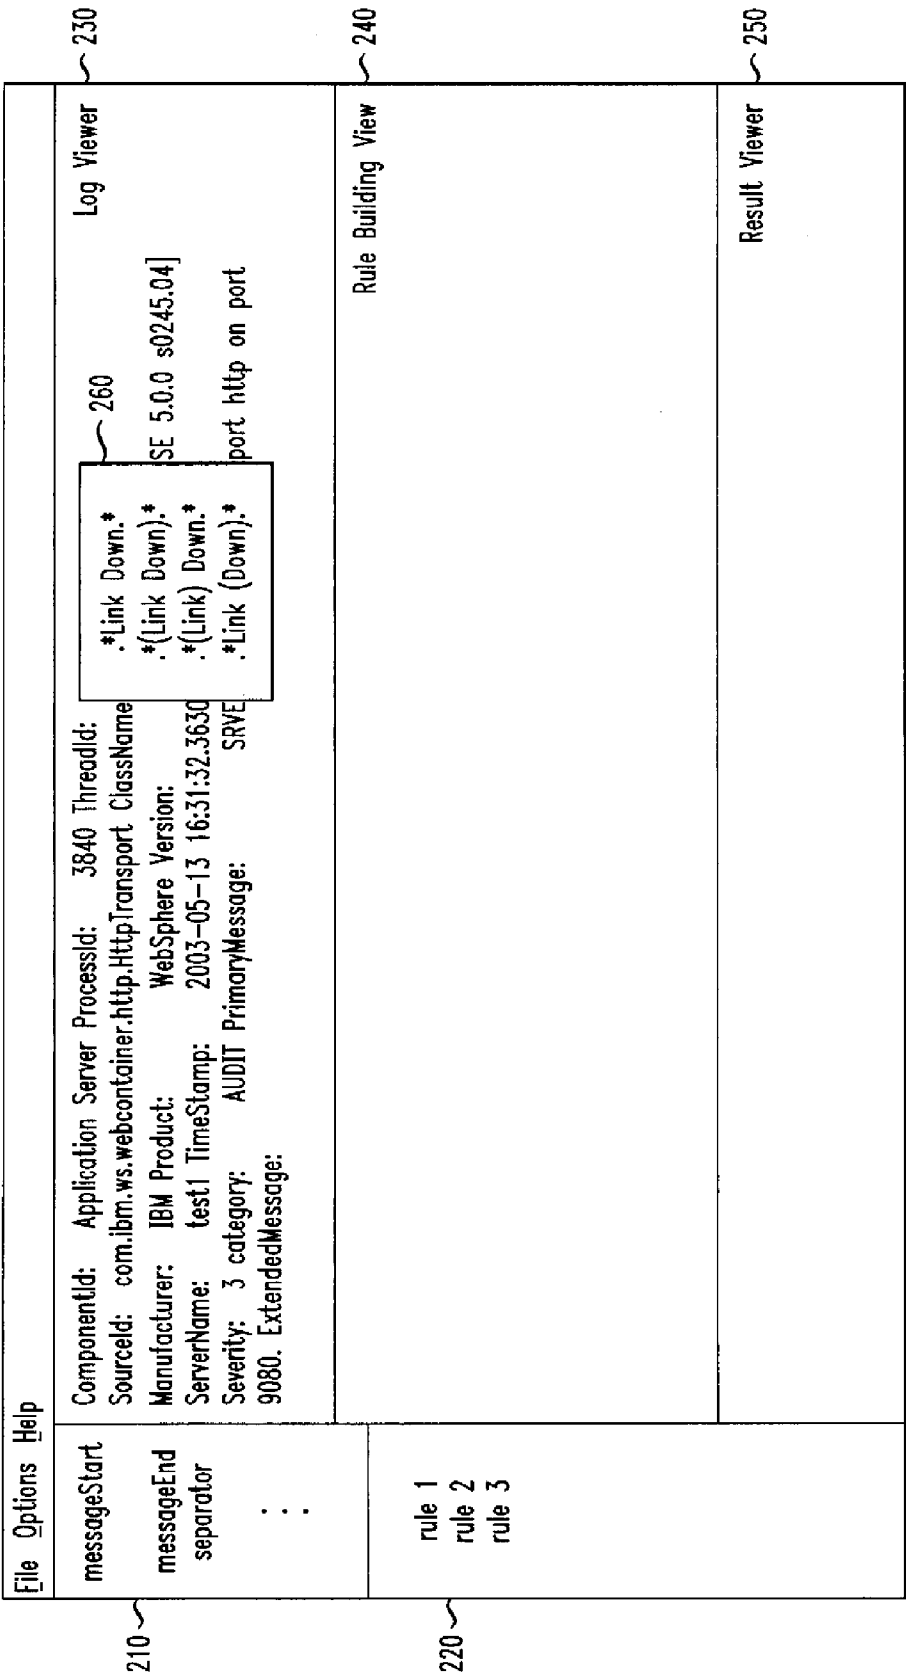 File Options Help
messageStart
messageEnd
separator
.
.
.
210
rule 1
rule 2
rule 3
220
ComponentId: Application Server ProcessId: 3840 ThreadId:
SourceId: com.ibm.ws.webcontainer.http.HttpTransport ClassName
Manufacturer: IBM Product: WebSphere Version: SE 5.0.0 s0245.04]
ServerName: test1 TimeStamp: 2003-05-13 16:31:32.3630
Severity: 3 category: AUDIT PrimaryMessage: SRVE port http on port
9080. ExtendedMessage:
.*Link Down.*
.*(Link Down).*
.*(Link) Down.*
.*Link (Down).*
260
Log Viewer
230
Rule Building View
240
Result Viewer
250